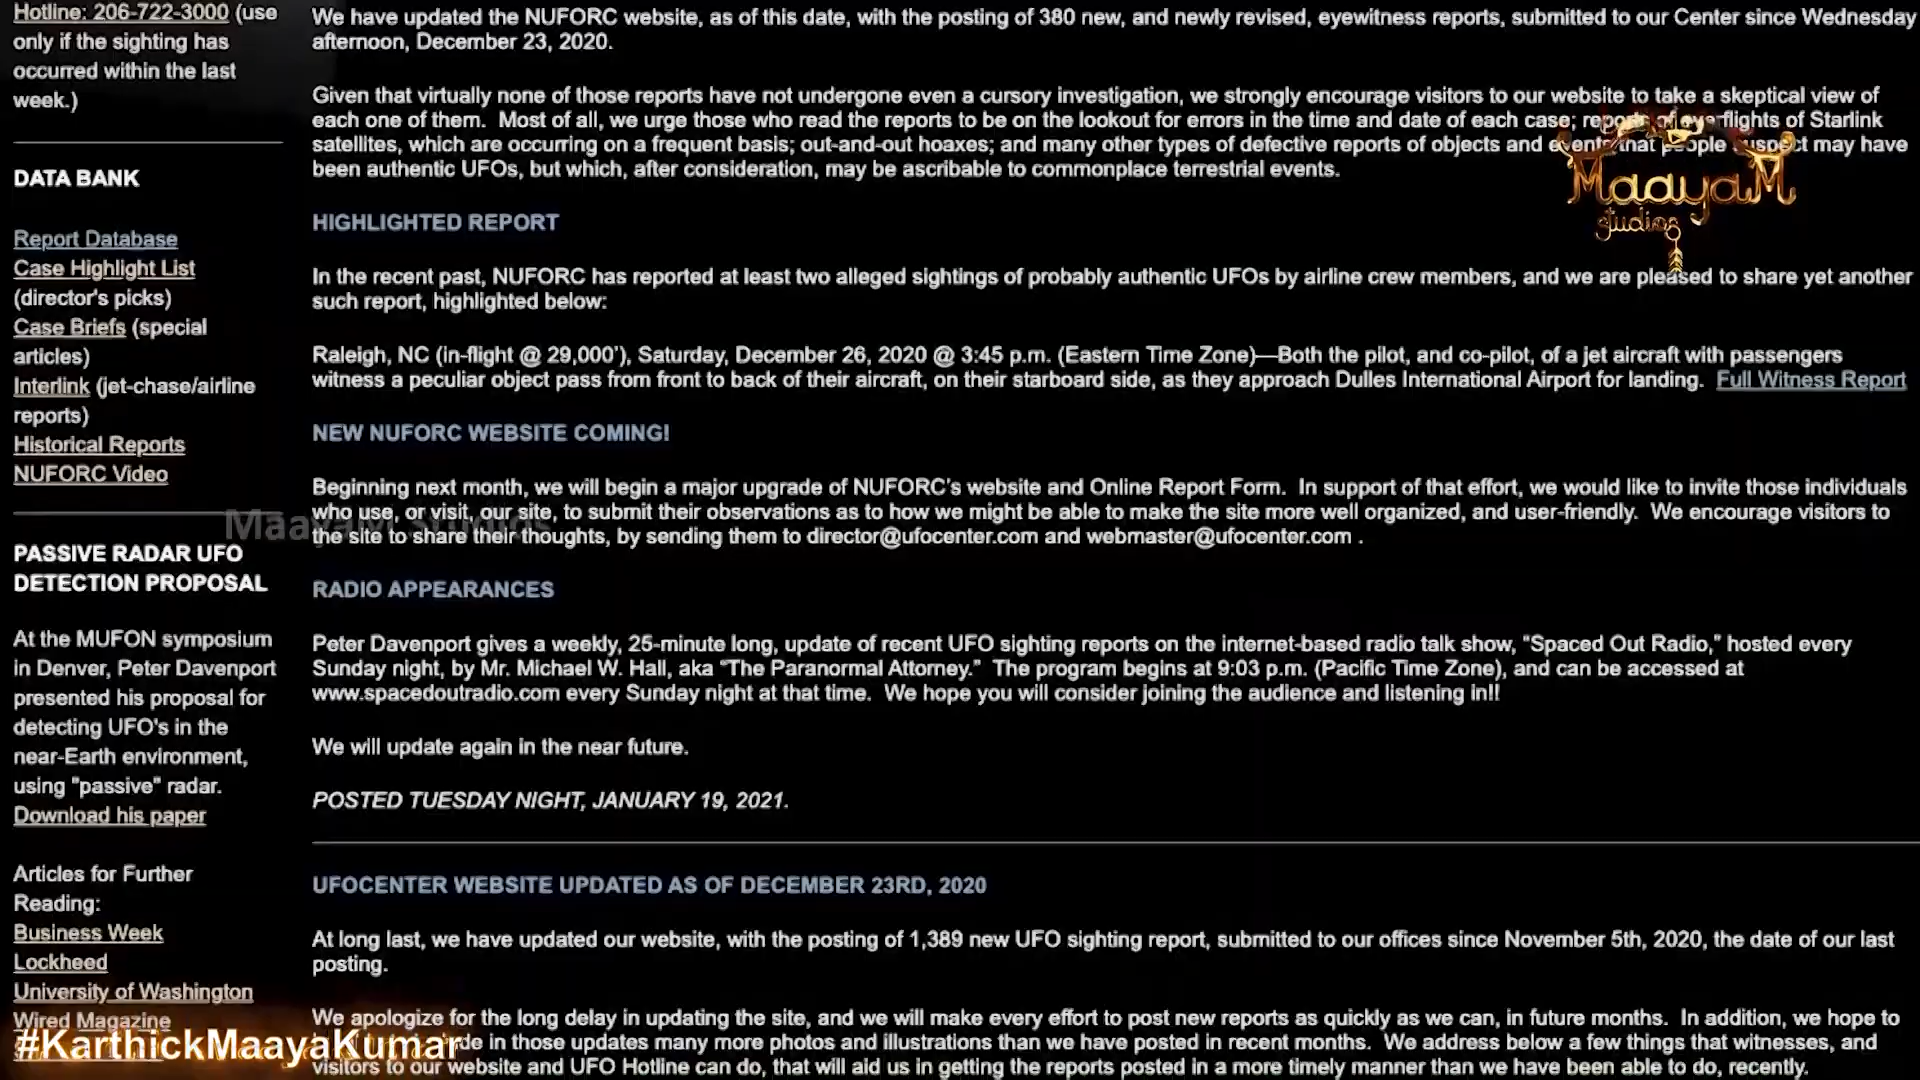 Hotline: 206-722-3000 (use
only if the sighting has
occurred within the last
week.)
DATA BANK
Report Database
Case Highlight List
(director's picks)
Case Briefs (special
articles)
Interlink (jet-chase/airline
reports)
Historical Reports
NUFORC Video
PASSIVE RADAR UFO
DETECTION PROPOSAL
At the MUFON symposium
in Denver, Peter Davenport
presented his proposal for
detecting UFO's in the
near-Earth environment,
using "passive" radar.
Download his paper
Articles for Further
Reading:
Business Week
Lockheed
University of Washington
Wired Magazine
#KarthickMaayaKumar
We have updated the NUFORC website, as of this date, with the posting of 380 new, and newly revised, eyewitness reports, submitted to our Center since Wednesday
afternoon, December 23, 2020.
Given that virtually none of those reports have not undergone even a cursory investigation, we strongly encourage visitors to our website to take a skeptical view of
each one of them. Most of all, we urge those who read the reports to be on the lookout for errors in the time and date of each case; reports of overflights of Starlink
satellites, which are occurring on a frequent basis; out-and-out hoaxes; and many other types of defective reports of objects and events that people suspect may have
been authentic UFOs, but which, after consideration, may be ascribable to commonplace terrestrial events.
MaayaM
studios
HIGHLIGHTED REPORT
In the recent past, NUFORC has reported at least two alleged sightings of probably authentic UFOs by airline crew members, and we are pleased to share yet another
such report, highlighted below:
Raleigh, NC (in-flight @ 29,000'), Saturday, December 26, 2020 @ 3:45 p.m. (Eastern Time Zone)—Both the pilot, and co-pilot, of a jet aircraft with passengers
witness a peculiar object pass from front to back of their aircraft, on their starboard side, as they approach Dulles International Airport for landing. Full Witness Report
NEW NUFORC WEBSITE COMING!
Beginning next month, we will begin a major upgrade of NUFORC's website and Online Report Form. In support of that effort, we would like to invite those individuals
who use, or visit, our site, to submit their observations as to how we might be able to make the site more well organized, and user-friendly. We encourage visitors to
the site to share their thoughts, by sending them to director@ufocenter.com and webmaster@ufocenter.com .
MaayaM studios
RADIO APPEARANCES
Peter Davenport gives a weekly, 25-minute long, update of recent UFO sighting reports on the internet-based radio talk show, "Spaced Out Radio," hosted every
Sunday night, by Mr. Michael W. Hall, aka "The Paranormal Attorney." The program begins at 9:03 p.m. (Pacific Time Zone), and can be accessed at
www.spacedoutradio.com every Sunday night at that time. We hope you will consider joining the audience and listening in!!
We will update again in the near future.
POSTED TUESDAY NIGHT, JANUARY 19, 2021.
UFOCENTER WEBSITE UPDATED AS OF DECEMBER 23RD, 2020
At long last, we have updated our website, with the posting of 1,389 new UFO sighting report, submitted to our offices since November 5th, 2020, the date of our last
posting.
We apologize for the long delay in updating the site, and we will make every effort to post new reports as quickly as we can, in future months. In addition, we hope to
in those updates many more photos and illustrations than we have posted in recent months. We address below a few things that witnesses, and
visitors to our website and UFO Hotline can do, that will aid us in getting the reports posted in a more timely manner than we have been able to do, recently.